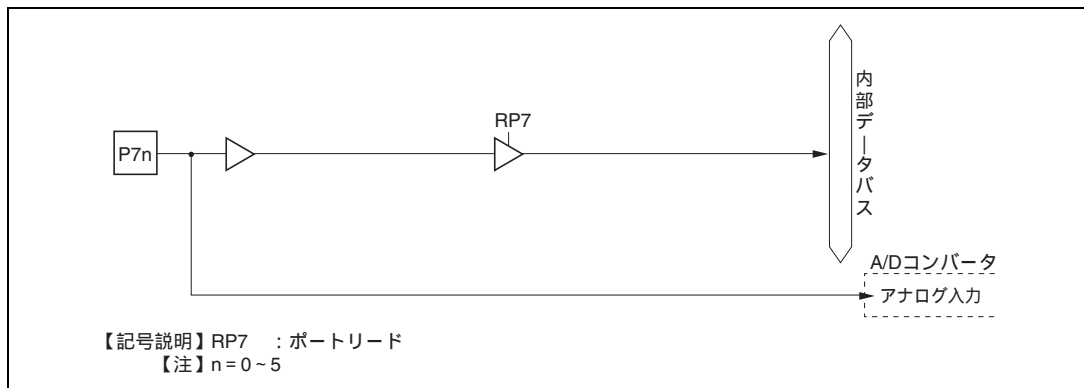 RP7
P7n
内部データバス
A/Dコンバータ
アナログ入力
【記号説明】RP7 :ポートリード
【注】n=0~5